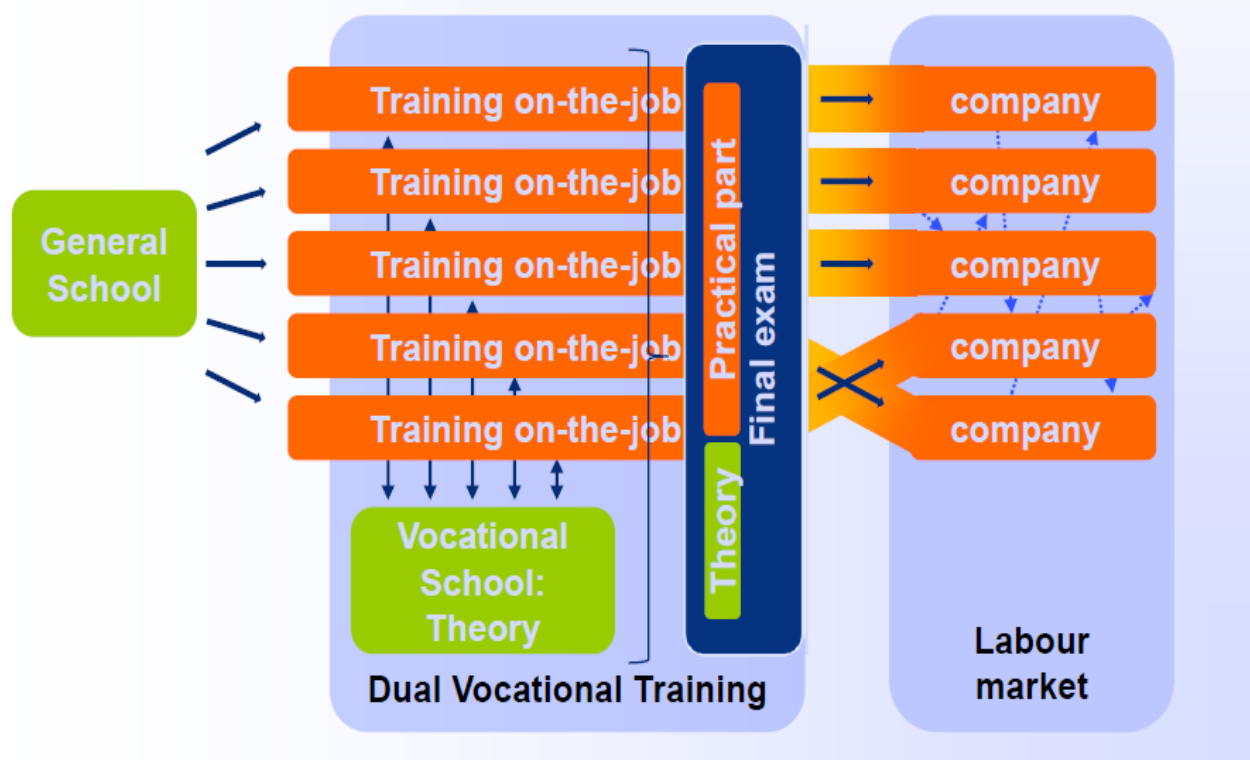 General
School
Training on-the-job
Training on-the-job
Training on-the-job
Training on-the-job
Training on-the-job
Vocational
School:
Theory
Dual Vocational Training
Practical part
Theory
Final exam
company
company
company
company
company
Labour
market